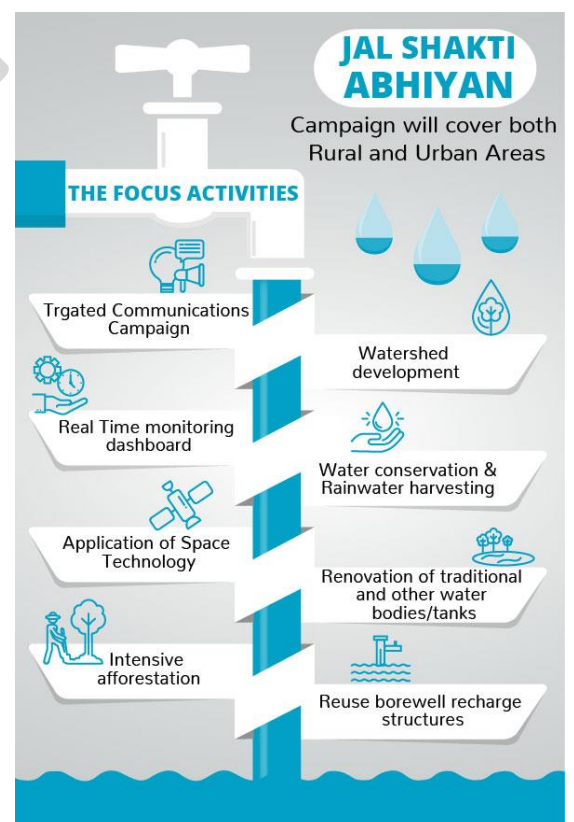 JAL SHAKTI
ABHIYAN
Campaign will cover both
Rural and Urban Areas
THE FOCUS ACTIVITIES
Trgated Communications
Campaign
Watershed
development
Real Time monitoring
dashboard
Water conservation &
Rainwater harvesting
Application of Space
Technology
Renovation of traditional
and other water
bodies/tanks
Intensive
afforestation
Reuse borewell recharge
structures